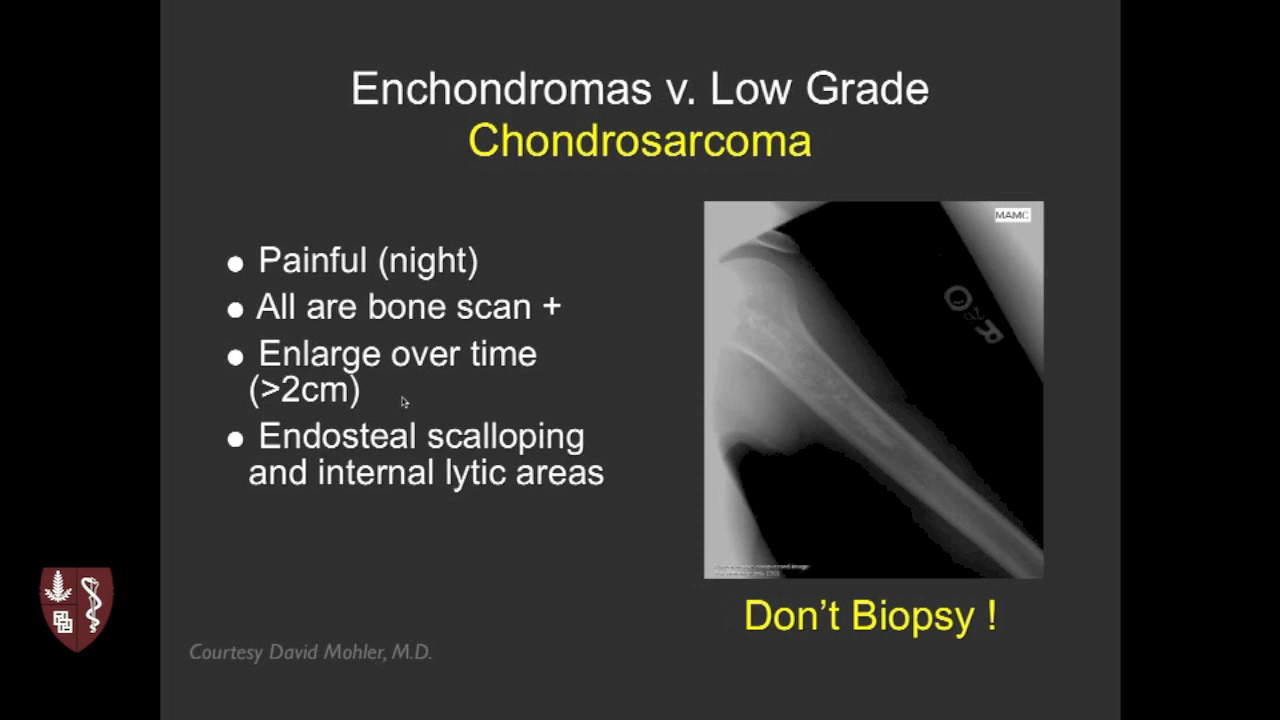 Enchondromas v. Low Grade
Chondrosarcoma
● Painful (night)
● All are bone scan +
● Enlarge over time
(>2cm)
● Endosteal scalloping
and internal lytic areas
MAMC
R
Don't Biopsy !
Courtesy David Mohler, M.D.